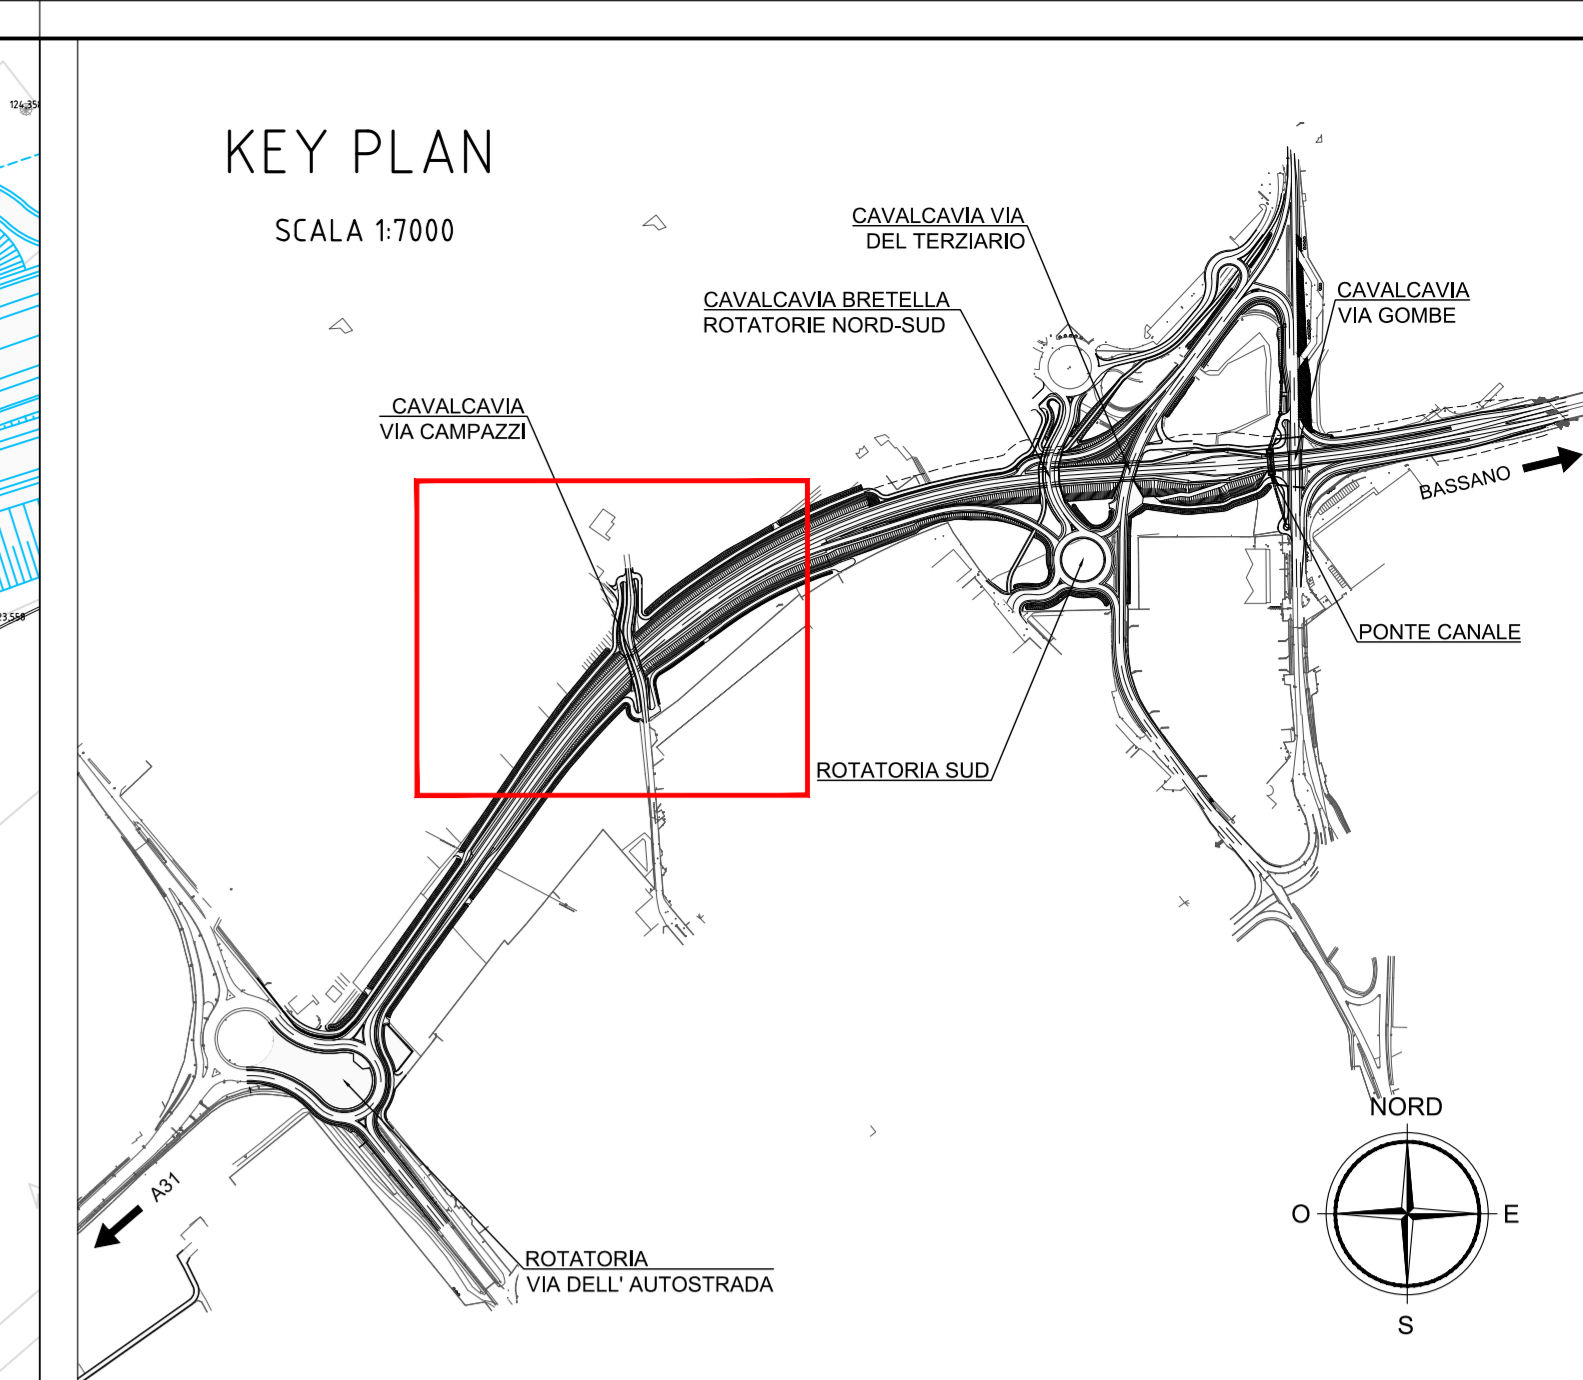 KEY PLAN
SCALA 1:7000
CAVALCAVIA VIA
DEL TERZIARIO
CAVALCAVIA BRETELLA
ROTATORIE NORD-SUD
CAVALCAVIA
VIA GOMBE
CAVALCAVIA
VIA CAMPAZZI
BASSANO
PONTE CANALE
ROTATORIA SUD
A31
ROTATORIA
VIA DELL' AUTOSTRADA
NORD
O
E
S